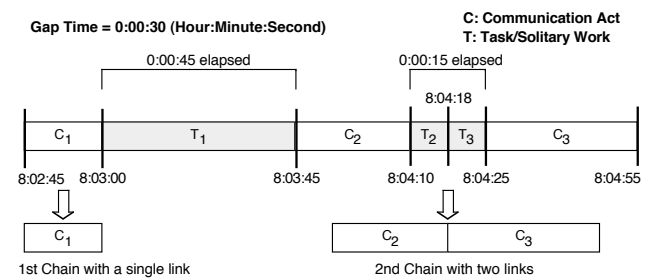 Gap Time = 0:00:30 (Hour:Minute:Second)
C: Communication Act
T: Task/Solitary Work
0:00:45 elapsed
0:00:15 elapsed
8:04:18
C1
T1
C2
T2
T3
C3
8:02:45
8:03:00
8:03:45
8:04:10
8:04:25
8:04:55
C1
C2
C3
1st Chain with a single link
2nd Chain with two links